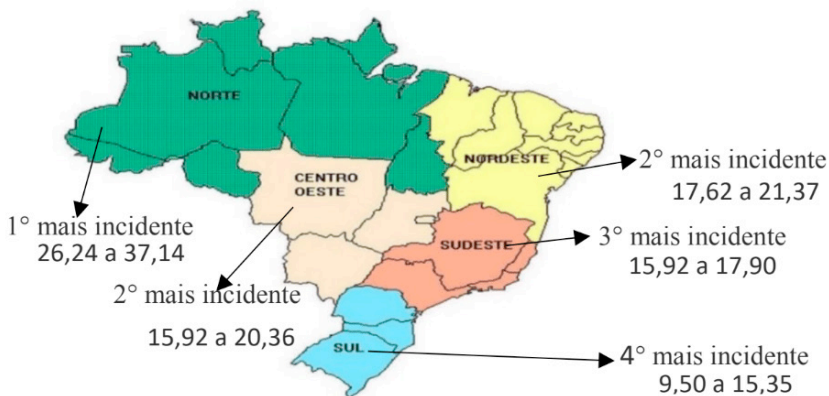 NORTE
NORDESTE
CENTRO
OESTE
SUDESTE
SUL
1° mais incidente
26,24 a 37,14
2° mais incidente
17,62 a 21,37
3° mais incidente
15,92 a 17,90
2° mais incidente
15,92 a 20,36
4° mais incidente
9,50 a 15,35